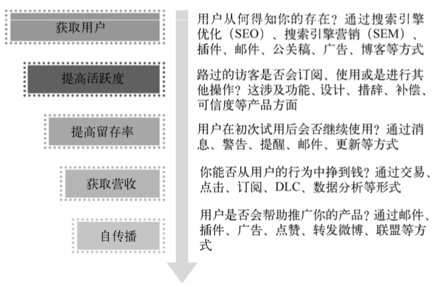 获取用户
用户从何得知你的存在？通过搜索引擎
优化（SEO）、搜索引擎营销（SEM）、
插件、邮件、公关稿、广告、博客等方式
提高活跃度
路过的访客是否会订阅、使用或是进行其
他操作？这涉及功能、设计、措辞、补偿、
可信度等产品方面
提高留存率
用户在初次试用后会否继续使用？通过消
息、警告、提醒、邮件、更新等方式
获取营收
你能否从用户的行为中挣到钱？通过交易、
点击、订阅、DLC、数据分析等形式
自传播
用户是否会帮助推广你的产品？通过邮件、
插件、广告、点赞、转发微博、联盟等方
式